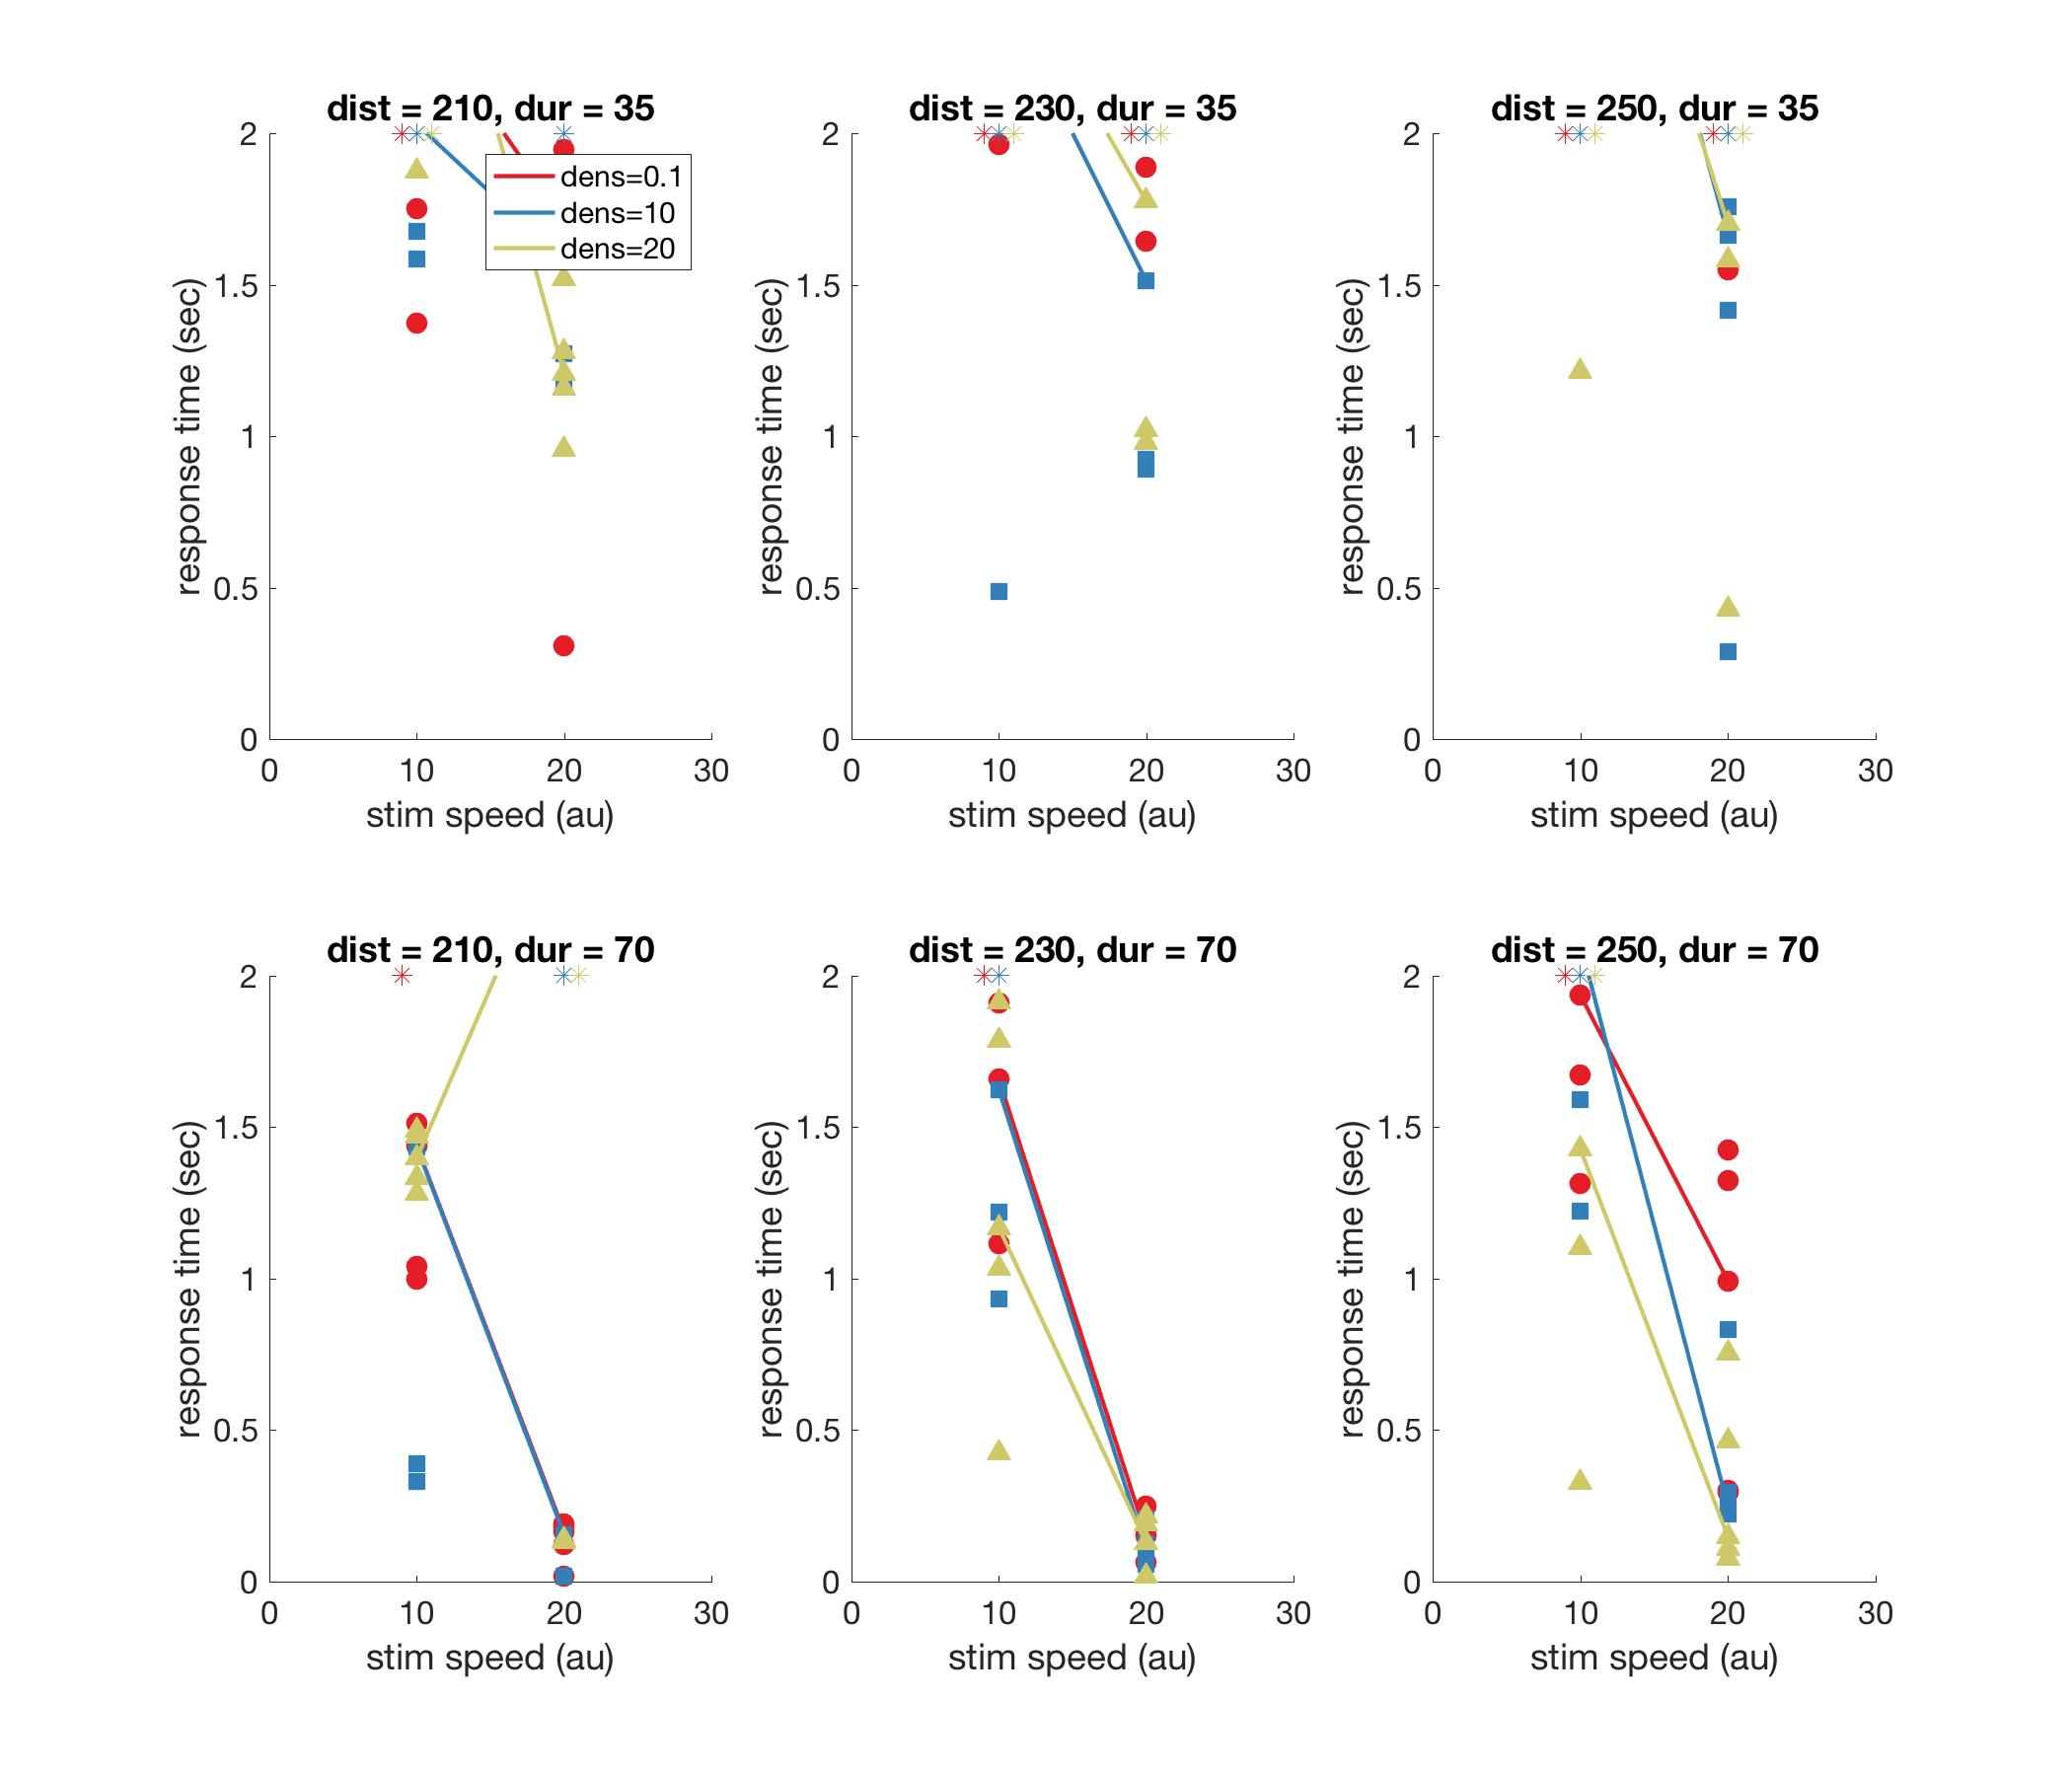 dist = 210, dur = 35
2
1.5
1
0.5
0
0
10
20
30
response time (sec)
stim speed (au)
dens=0.1
dens=10
dens=20
dist = 230, dur = 35
2
1.5
1
0.5
0
0
10
20
30
response time (sec)
stim speed (au)
dist = 250, dur = 35
2
1.5
1
0.5
0
0
10
20
30
response time (sec)
stim speed (au)
dist = 210, dur = 70
2
1.5
1
0.5
0
0
10
20
30
response time (sec)
stim speed (au)
dist = 230, dur = 70
2
1.5
1
0.5
0
0
10
20
30
response time (sec)
stim speed (au)
dist = 250, dur = 70
2
1.5
1
0.5
0
0
10
20
30
response time (sec)
stim speed (au)